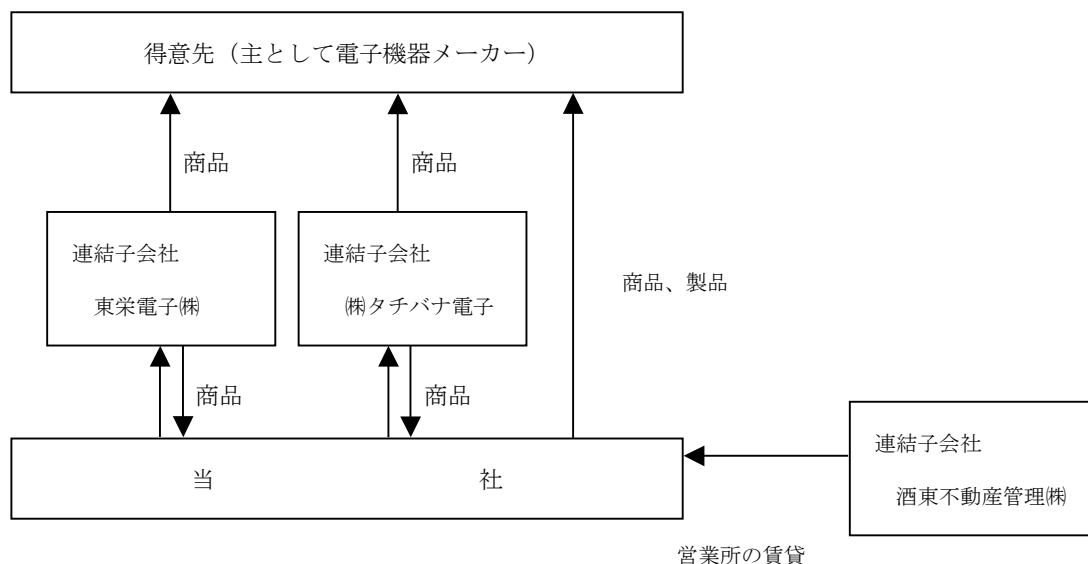 得意先（主として電子機器メーカー）
商品
商品
連結子会社
東栄電子㈱
連結子会社
㈱タチバナ電子
商品、製品
商品
商品
当　　　　　　　社
連結子会社
酒東不動産管理㈱
営業所の賃貸